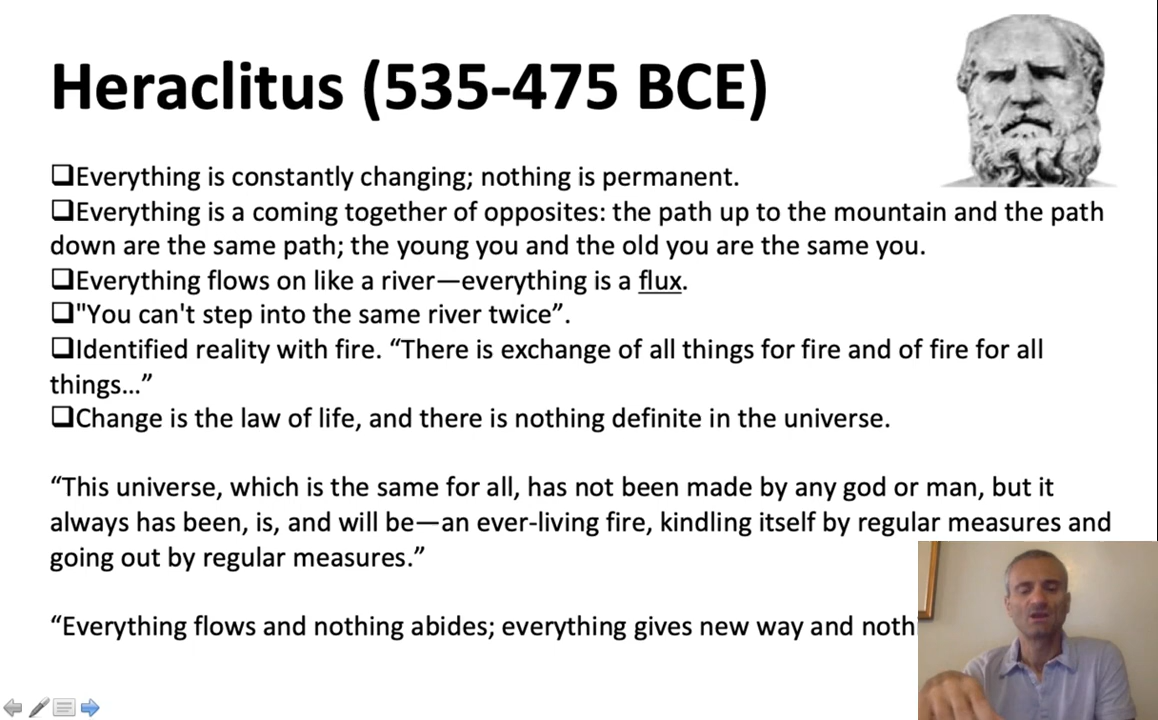 Heraclitus (535-475 BCE)
❑Everything is constantly changing; nothing is permanent.
❑Everything is a coming together of opposites: the path up to the mountain and the path
down are the same path; the young you and the old you are the same you.
❑Everything flows on like a river—everything is a flux.
❑"You can't step into the same river twice”.
❑Identified reality with fire. “There is exchange of all things for fire and of fire for all
things…”
❑Change is the law of life, and there is nothing definite in the universe.
“This universe, which is the same for all, has not been made by any god or man, but it
always has been, is, and will be—an ever-living fire, kindling itself by regular measures and
going out by regular measures.”
“Everything flows and nothing abides; everything gives new way and